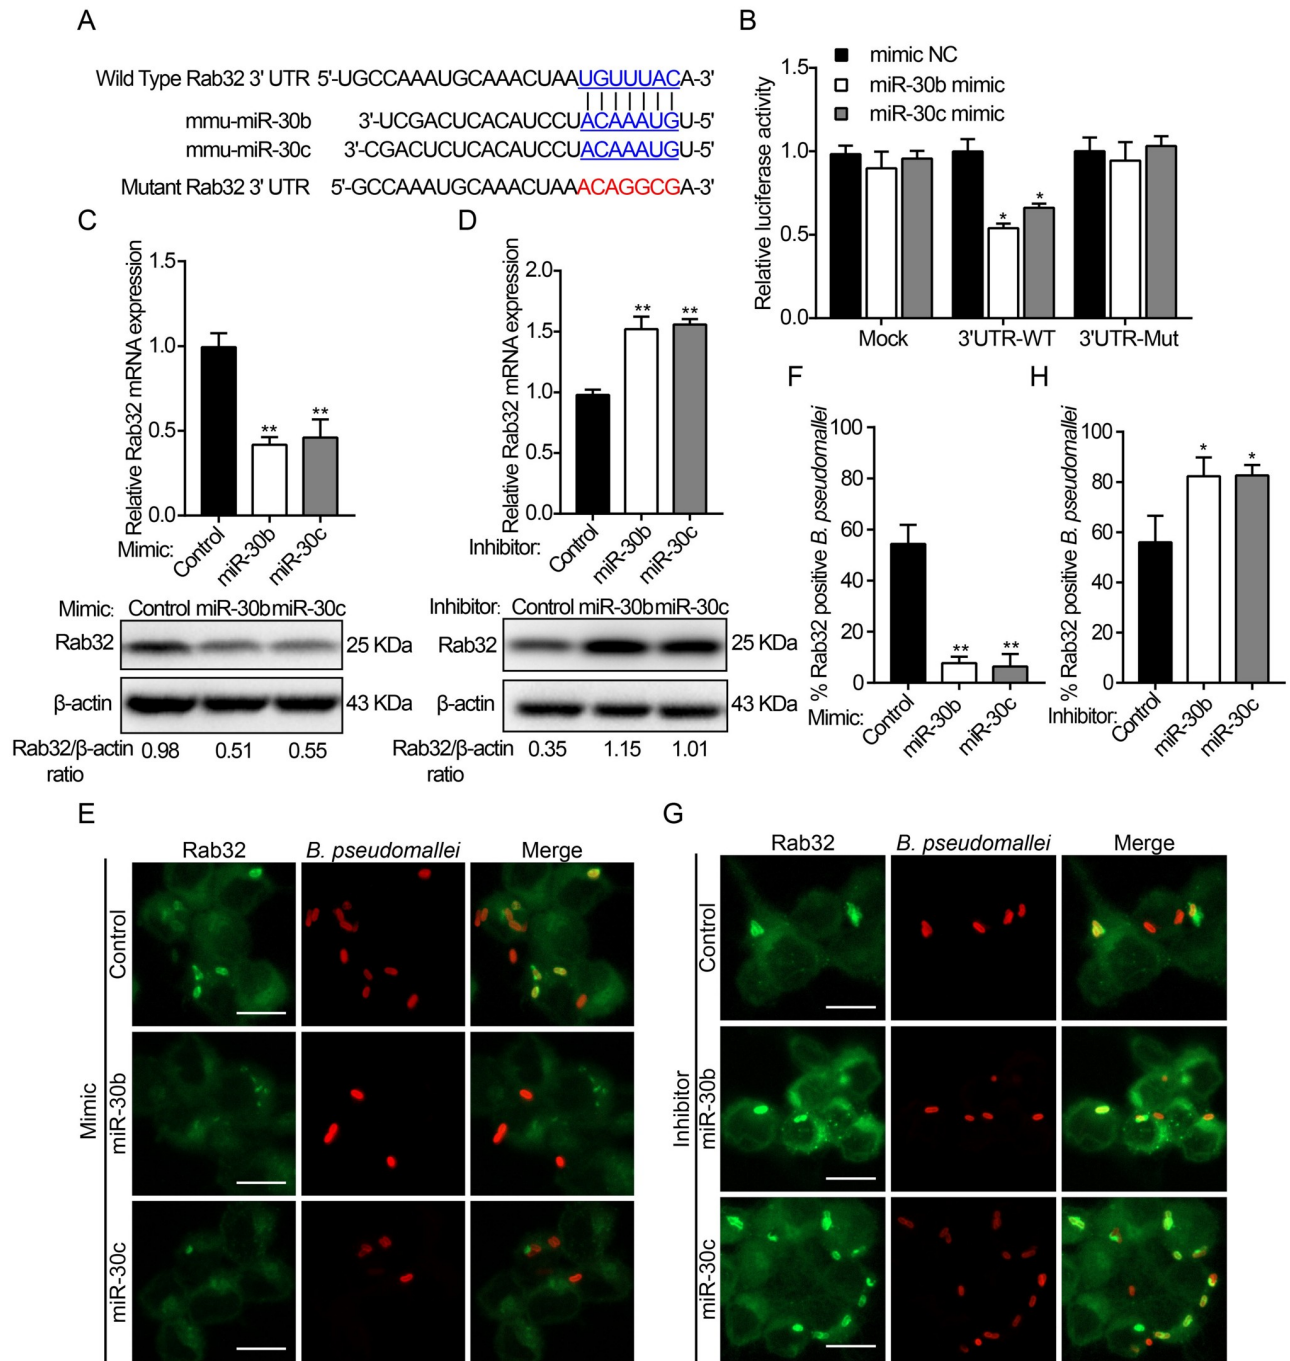 A
Wild Type Rab32 3' UTR 5'-UGCCAAAUGCAAACUAAUGUUUACA-3'
mmu-miR-30b 3'-UCGACUCACAUCCUACAAAUGU-5'
mmu-miR-30c 3'-CGACUCUCACAUCCUACAAAUGU-5'
Mutant Rab32 3' UTR 5'-GCCAAAUGCAAACUAAACAGGCGA-3'
B
mimic NC
miR-30b mimic
miR-30c mimic
Relative luciferase activity
1.5
1.0
0.5
0.0
* *
Mock 3'UTR-WT 3'UTR-Mut
C
Relative Rab32 mRNA expression
1.5
1.0
0.5
0.0
** **
Mimic: Control miR-30b miR-30c
Mimic: Control miR-30b miR-30c
Rab32 25 KDa
β-actin 43 KDa
Rab32/β-actin 0.98 0.51 0.55
ratio
D
Relative Rab32 mRNA expression
2.0
1.5
1.0
0.5
0.0
** **
Inhibitor: Control miR-30b miR-30c
Inhibitor: Control miR-30b miR-30c
Rab32 25 KDa
β-actin 43 KDa
Rab32/β-actin 0.35 1.15 1.01
ratio
F
% Rab32 positive B. pseudomallei
100
80
60
40
20
0
** **
Mimic: Control miR-30b miR-30c
H
% Rab32 positive B. pseudomallei
100
80
60
40
20
0
* *
Inhibitor: Control miR-30b miR-30c
E
Rab32 B. pseudomallei Merge
Mimic
Control
miR-30b
miR-30c
G
Rab32 B. pseudomallei Merge
Inhibitor
Control
miR-30b
miR-30c